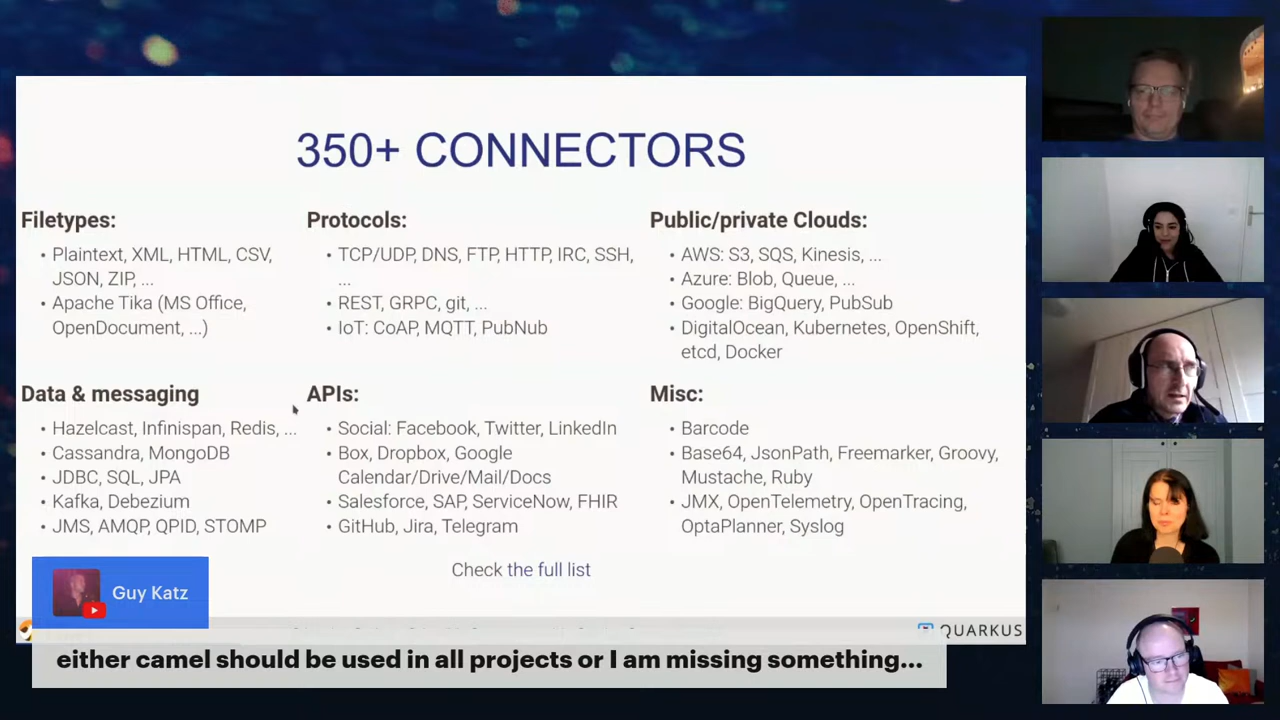 350+ CONNECTORS
Filetypes:
• Plaintext, XML, HTML, CSV,
JSON, ZIP, ...
• Apache Tika (MS Office,
OpenDocument, ...)
Protocols:
• TCP/UDP, DNS, FTP, HTTP, IRC, SSH,
...
• REST, GRPC, git, ...
• IoT: CoAP, MQTT, PubNub
Public/private Clouds:
• AWS: S3, SQS, Kinesis, ...
• Azure: Blob, Queue, ...
• Google: BigQuery, PubSub
• DigitalOcean, Kubernetes, OpenShift,
etcd, Docker
Data & messaging
• Hazelcast, Infinispan, Redis, ...
• Cassandra, MongoDB
• JDBC, SQL, JPA
• Kafka, Debezium
• JMS, AMQP, QPID, STOMP
APIs:
• Social: Facebook, Twitter, LinkedIn
• Box, Dropbox, Google
Calendar/Drive/Mail/Docs
• Salesforce, SAP, ServiceNow, FHIR
• GitHub, Jira, Telegram
Misc:
• Barcode
• Base64, JsonPath, Freemarker, Groovy,
Mustache, Ruby
• JMX, OpenTelemetry, OpenTracing,
OptaPlanner, Syslog
Check the full list
Guy Katz
QUARKUS
either camel should be used in all projects or I am missing something...